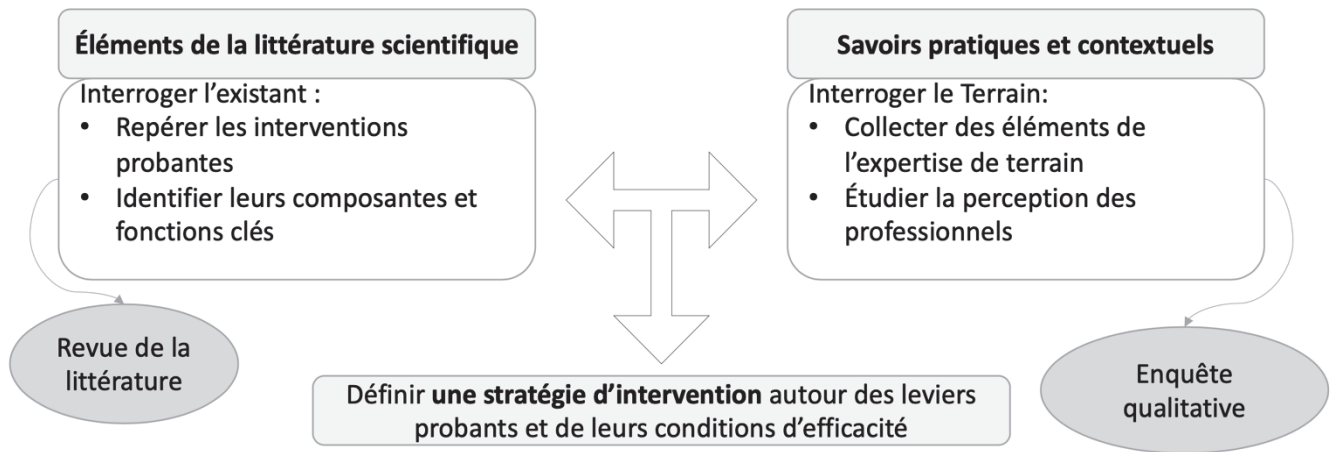 Éléments de la littérature scientifique
Interroger l’existant :
• Repérer les interventions
probantes
• Identifier leurs composantes et
fonctions clés
Revue de la
littérature
Savoirs pratiques et contextuels
Interroger le Terrain:
• Collecter des éléments de
l’expertise de terrain
• Étudier la perception des
professionnels
Enquête
qualitative
Définir une stratégie d’intervention autour des leviers
probants et de leurs conditions d’efficacité